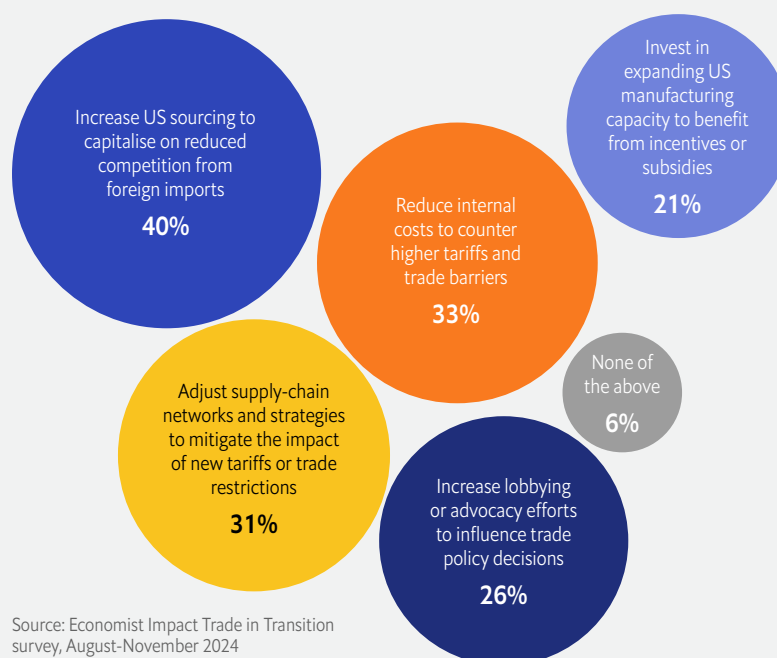 Increase US sourcing to
capitalise on reduced
competition from
foreign imports
40%
Invest in
expanding US
manufacturing
capacity to benefit
from incentives or
subsidies
21%
Reduce internal
costs to counter
higher tariffs and
trade barriers
33%
None of
the above
6%
Adjust supply-chain
networks and strategies
to mitigate the impact
of new tariffs or trade
restrictions
31%
Increase lobbying
or advocacy efforts
to influence trade
policy decisions
26%
Source: Economist Impact Trade in Transition
survey, August-November 2024